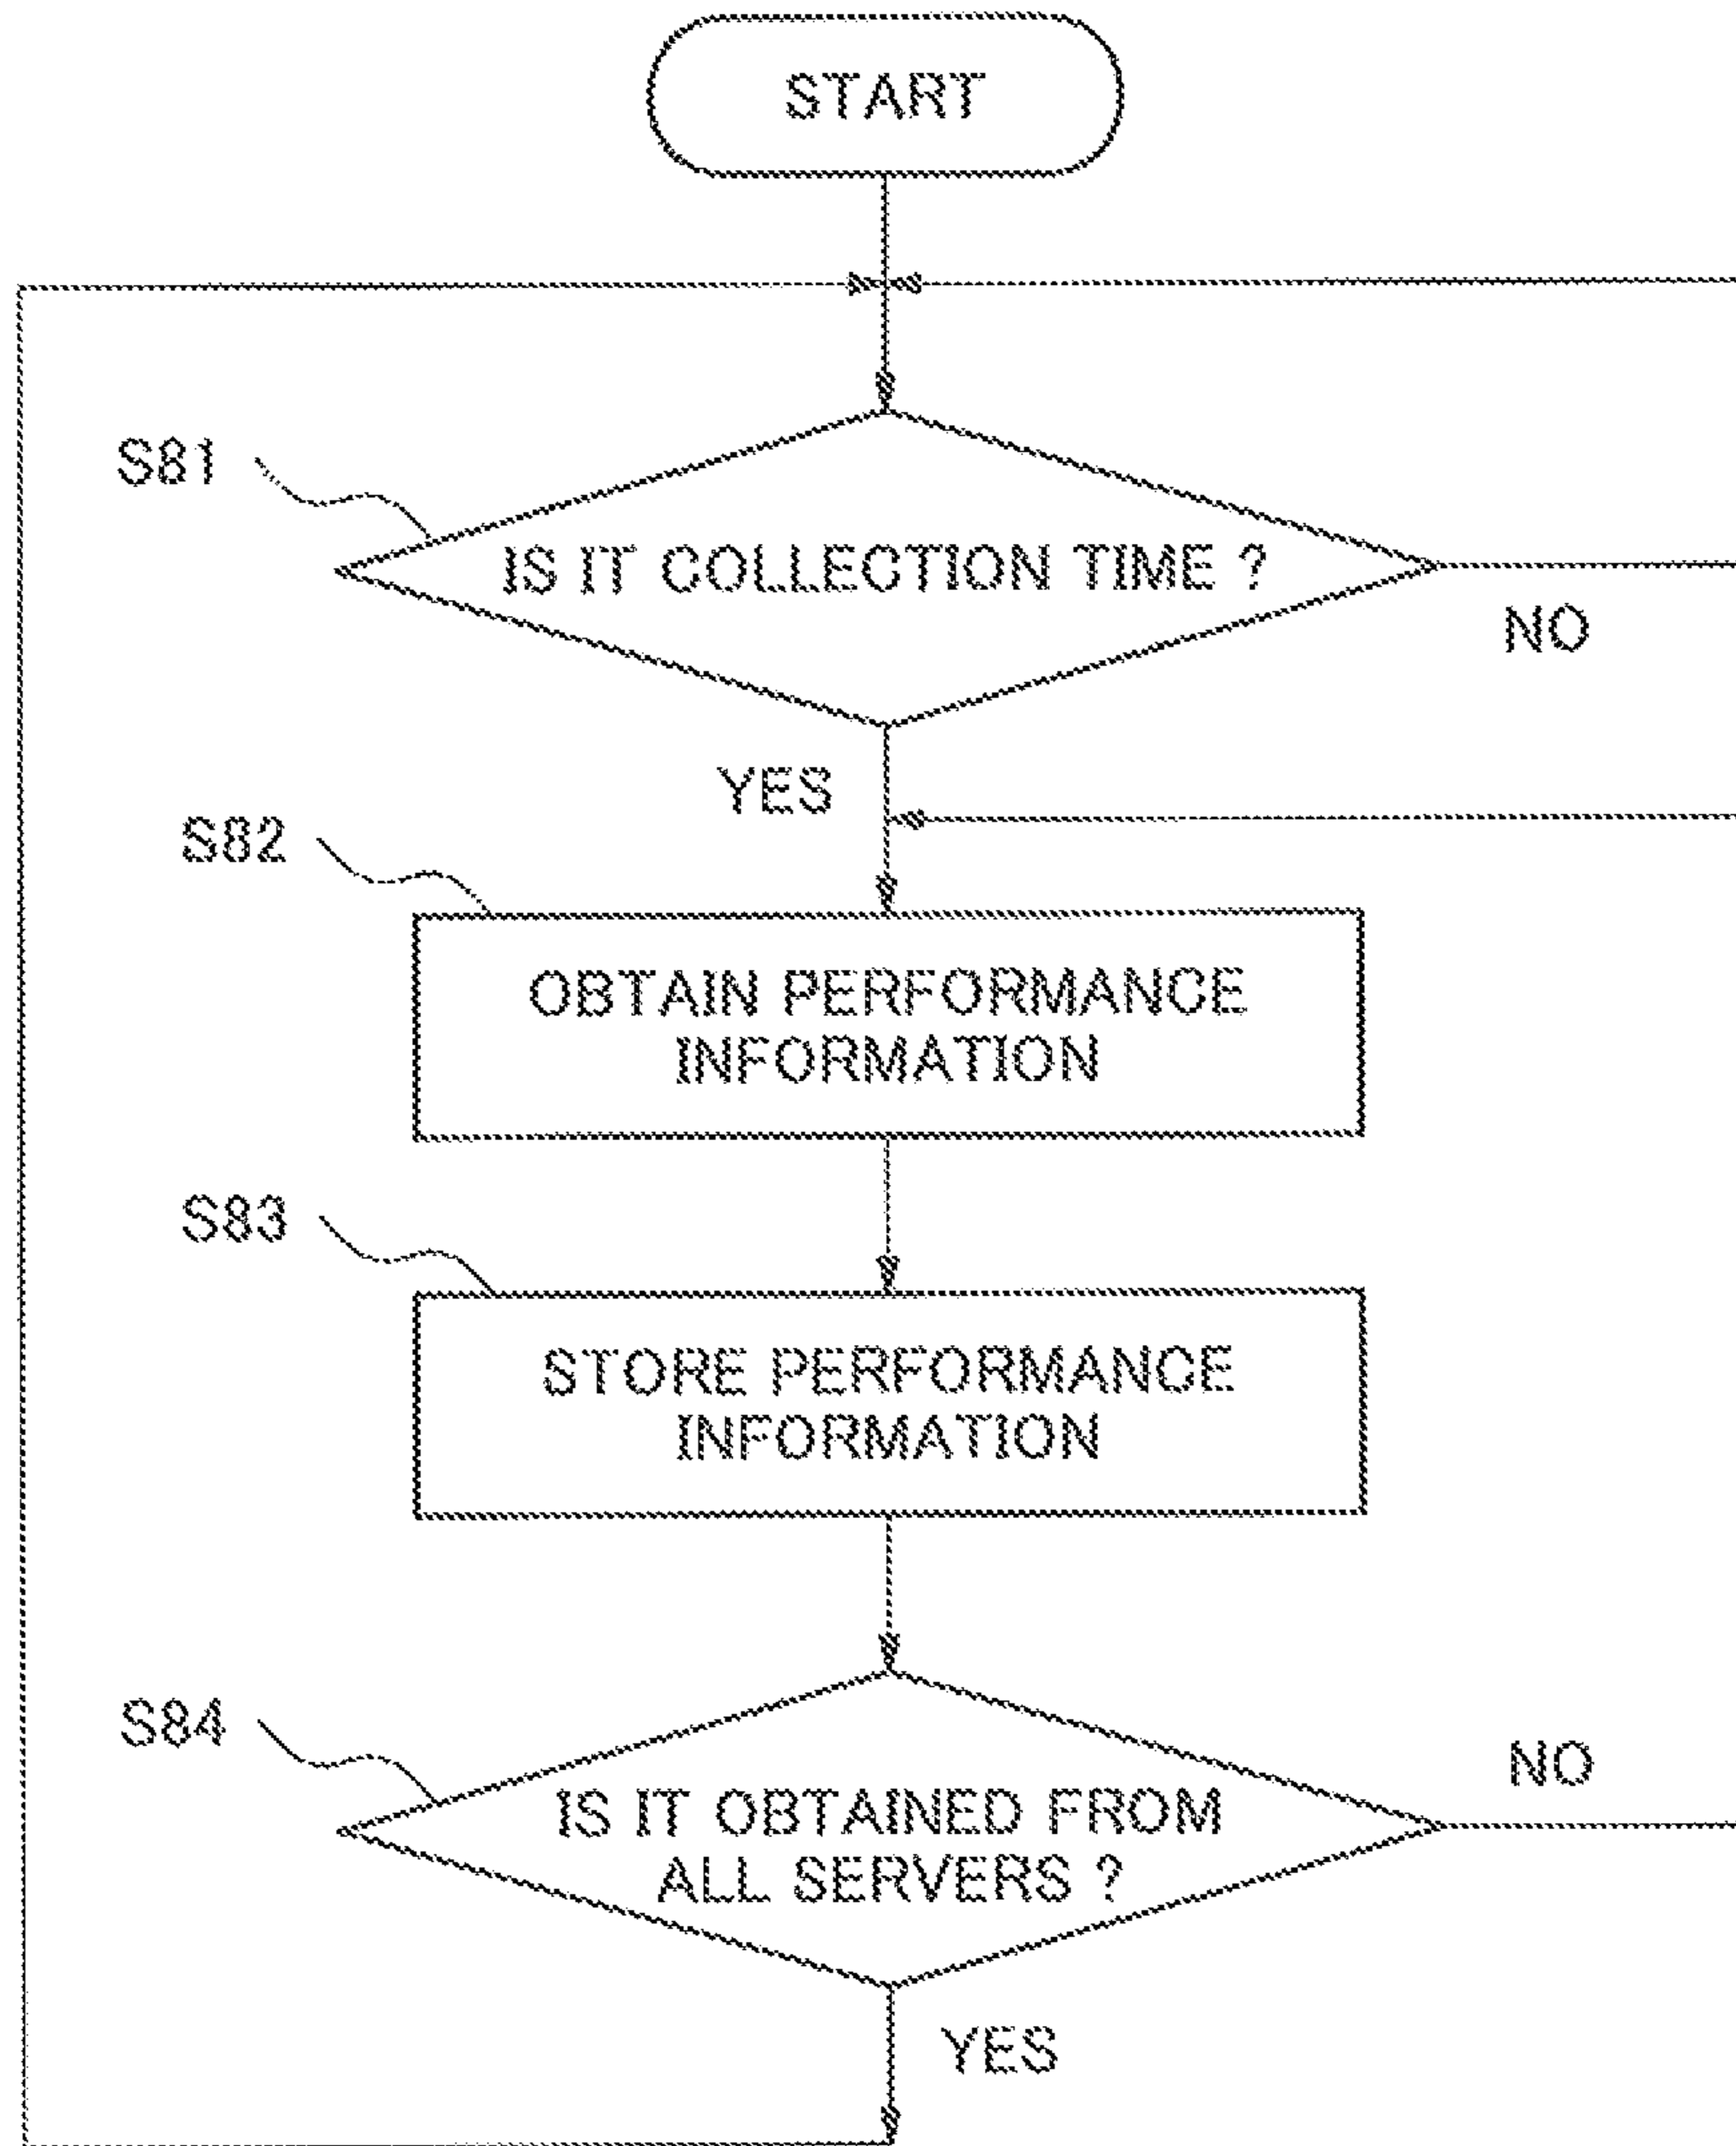 START
S81
IS IT COLLECTION TIME ?
NO
YES
S82
OBTAIN PERFORMANCE
INFORMATION
S83
STORE PERFORMANCE
INFORMATION
S84
NO
IS IT OBTAINED FROM
ALL SERVERS ?
YES